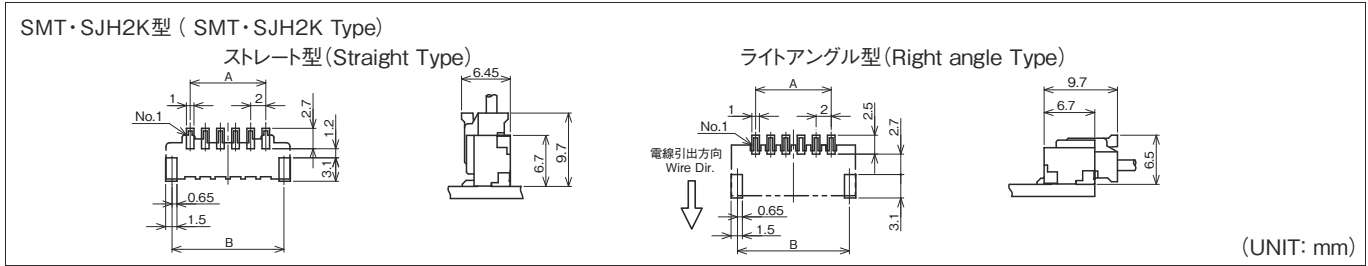 SMT・SJH2K型 ( SMT・SJH2K Type)
ストレート型(Straight Type)
A
1
2
2.7
No.1
1.2
3.1
0.65
1.5
B
6.45
6.7
9.7
ライトアングル型(Right angle Type)
A
1
2
2.5
No.1
2.7
電線引出方向
Wire Dir.
0.65
1.5
3.1
B
9.7
6.7
6.5
(UNIT: mm)